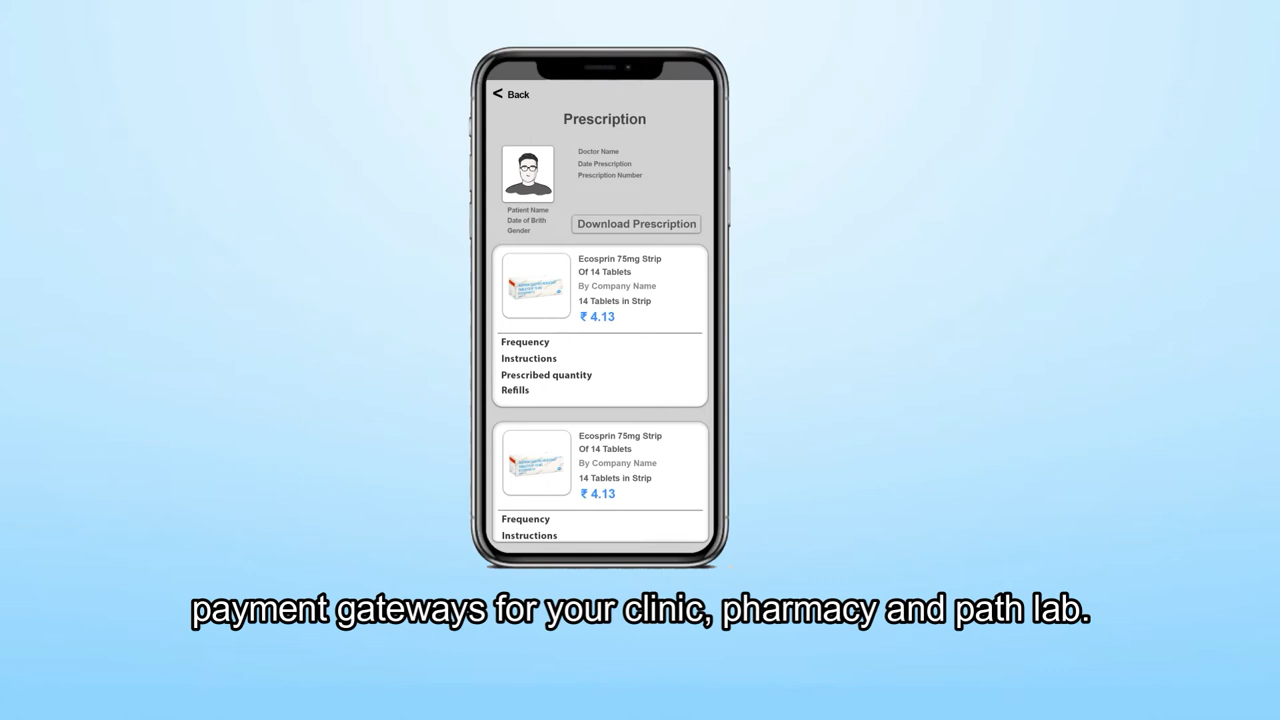 < Back
Prescription
Doctor Name
Date Prescription
Prescription Number
Patient Name
Date of Brith
Gender
Download Prescription
Ecosprin 75mg Strip
Of 14 Tablets
By Company Name
14 Tablets in Strip
₹ 4.13
Frequency
Instructions
Prescribed quantity
Refills
Ecosprin 75mg Strip
Of 14 Tablets
By Company Name
14 Tablets in Strip
₹ 4.13
Frequency
Instructions
payment gateways for your clinic, pharmacy and path lab.